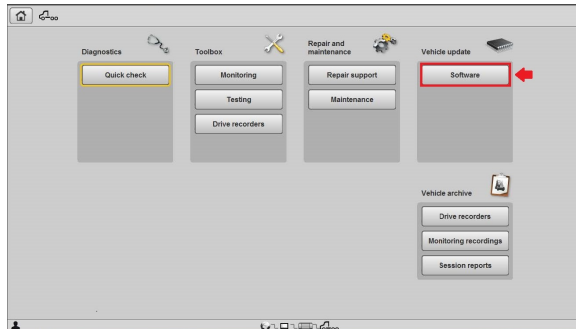 Diagnostics
Quick check
Toolbox
Monitoring
Testing
Drive recorders
Repair and
maintenance
Repair support
Maintenance
Vehicle update
Software
Vehicle archive
Drive recorders
Monitoring recordings
Session reports